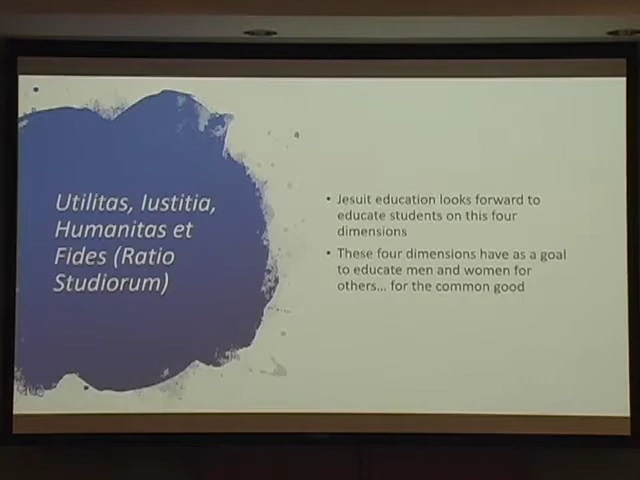 Utilitas, Iustitia,
Humanitas et
Fides (Ratio
Studiorum)
• Jesuit education looks forward to
educate students on this four
dimensions
• These four dimensions have as a goal
to educate men and women for
others... for the common good